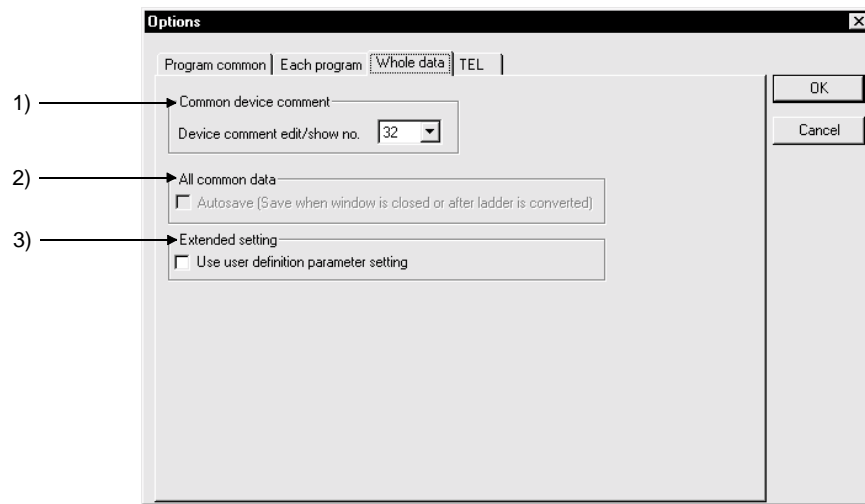 Options
Program common Each program Whole data TEL
OK
Cancel
1)
Common device comment
Device comment edit/show no. 32
2)
All common data
Autosave (Save when window is closed or after ladder is converted)
3)
Extended setting
Use user definition parameter setting